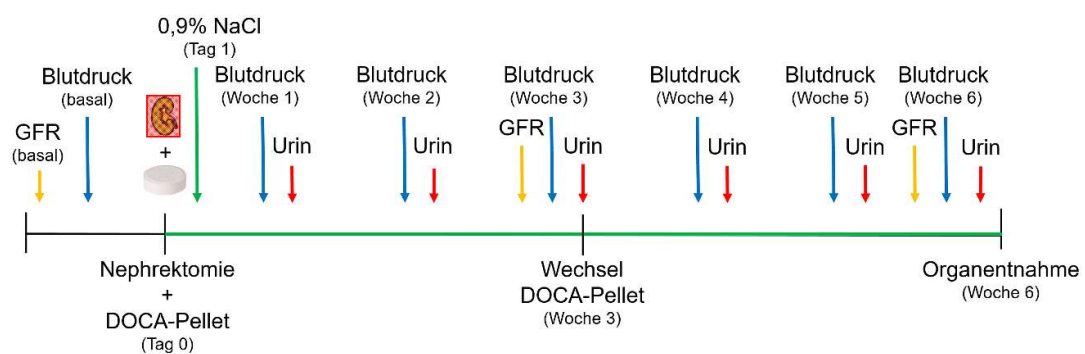 0,9% NaCl
(Tag 1)
Blutdruck
(basal)
Blutdruck
(Woche 1)
Blutdruck
(Woche 2)
Blutdruck
(Woche 3)
Blutdruck
(Woche 4)
Blutdruck
(Woche 5)
Blutdruck
(Woche 6)
GFR
(basal)
+
Urin
Urin
GFR
Urin
Urin
Urin
GFR
Urin
Nephrektomie
+
DOCA-Pellet
(Tag 0)
Wechsel
DOCA-Pellet
(Woche 3)
Organentnahme
(Woche 6)